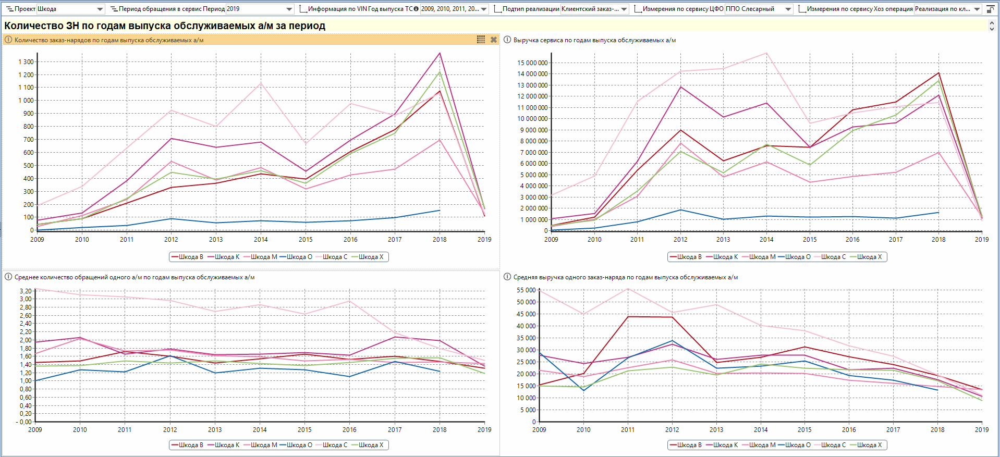 Проект Шкода Период обращения в сервис Период 2019 Информация по VIN Год выпуска ТС 2009, 2010, 2011, 20... Подтип реализации Клиентский заказ-... Измерения по сервису ЦФО ППО Слесарный Измерения по сервису Хоз операция Реализация по кл...
Количество ЗН по годам выпуска обслуживаемых а/м за период
Количество заказ-нарядов по годам выпуска обслуживаемых а/м
1 300
1 200
1 100
1 000
900
800
700
600
500
400
300
200
100
0
2009 2010 2011 2012 2013 2014 2015 2016 2017 2018 2019
Шкода В Шкода К Шкода М Шкода О Шкода С Шкода Х
Выручка сервиса по годам выпуска обслуживаемых а/м
15 000 000
14 000 000
13 000 000
12 000 000
11 000 000
10 000 000
9 000 000
8 000 000
7 000 000
6 000 000
5 000 000
4 000 000
3 000 000
2 000 000
1 000 000
0
2009 2010 2011 2012 2013 2014 2015 2016 2017 2018 2019
Шкода В Шкода К Шкода М Шкода О Шкода С Шкода Х
Среднее количество обращений одного а/м по годам выпуска обслуживаемых а/м
3,20
3,00
2,80
2,60
2,40
2,20
2,00
1,80
1,60
1,40
1,20
1,00
0,80
0,60
0,40
0,20
- 0,00
2009 2010 2011 2012 2013 2014 2015 2016 2017 2018 2019
Шкода В Шкода К Шкода М Шкода О Шкода С Шкода Х
Средняя выручка одного заказ-наряда по годам выпуска обслуживаемых а/м
55 000
50 000
45 000
40 000
35 000
30 000
25 000
20 000
15 000
10 000
5 000
0
2009 2010 2011 2012 2013 2014 2015 2016 2017 2018 2019
Шкода В Шкода К Шкода М Шкода О Шкода С Шкода Х